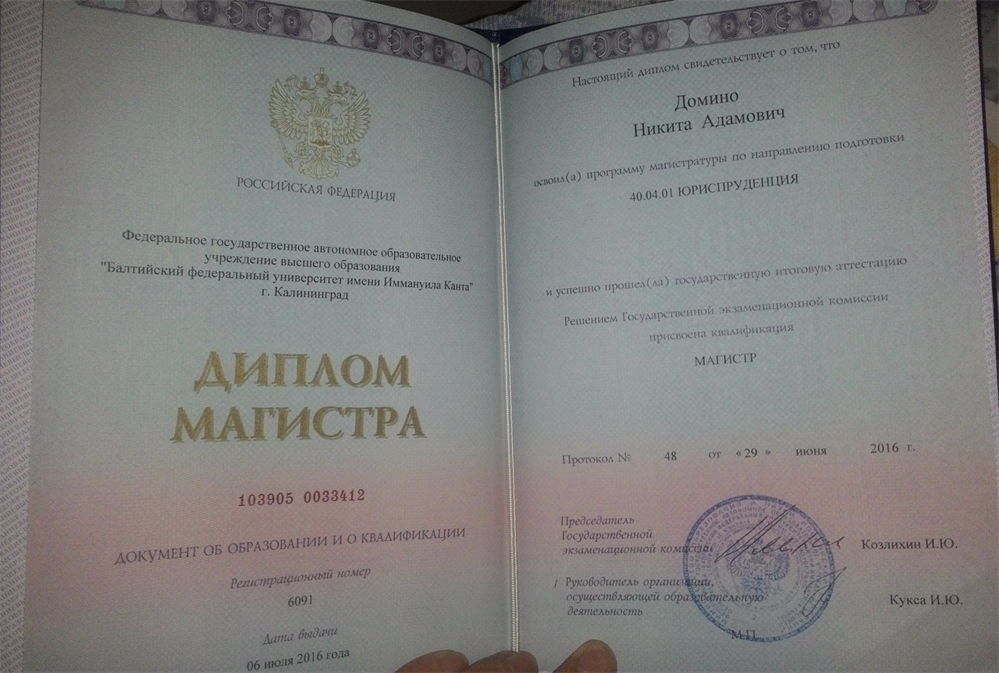 РОССИЙСКАЯ ФЕДЕРАЦИЯ
Федеральное государственное автономное образовательное
учреждение высшего образования
"Балтийский федеральный университет имени Иммануила Канта"
г. Калининград
ДИПЛОМ
МАГИСТРА
103905 0033412
ДОКУМЕНТ ОБ ОБРАЗОВАНИИ И О КВАЛИФИКАЦИИ
Регистрационный номер
6091
Дата выдачи
06 июля 2016 года
Настоящий диплом свидетельствует о том, что
Домино
Никита Адамович
освоил(а) программу магистратуры по направлению подготовки
40.04.01 ЮРИСПРУДЕНЦИЯ
и успешно прошел(ла) государственную итоговую аттестацию
Решением Государственной экзаменационной комиссии
присвоена квалификация
МАГИСТР
Протокол № 48 от «29» июня 2016 г.
Председатель
Государственной
экзаменационной комиссии
Козлихин И.Ю.
/ Руководитель организации,
осуществляющей образовательную
деятельность
Кукса И.Ю.
М.П.